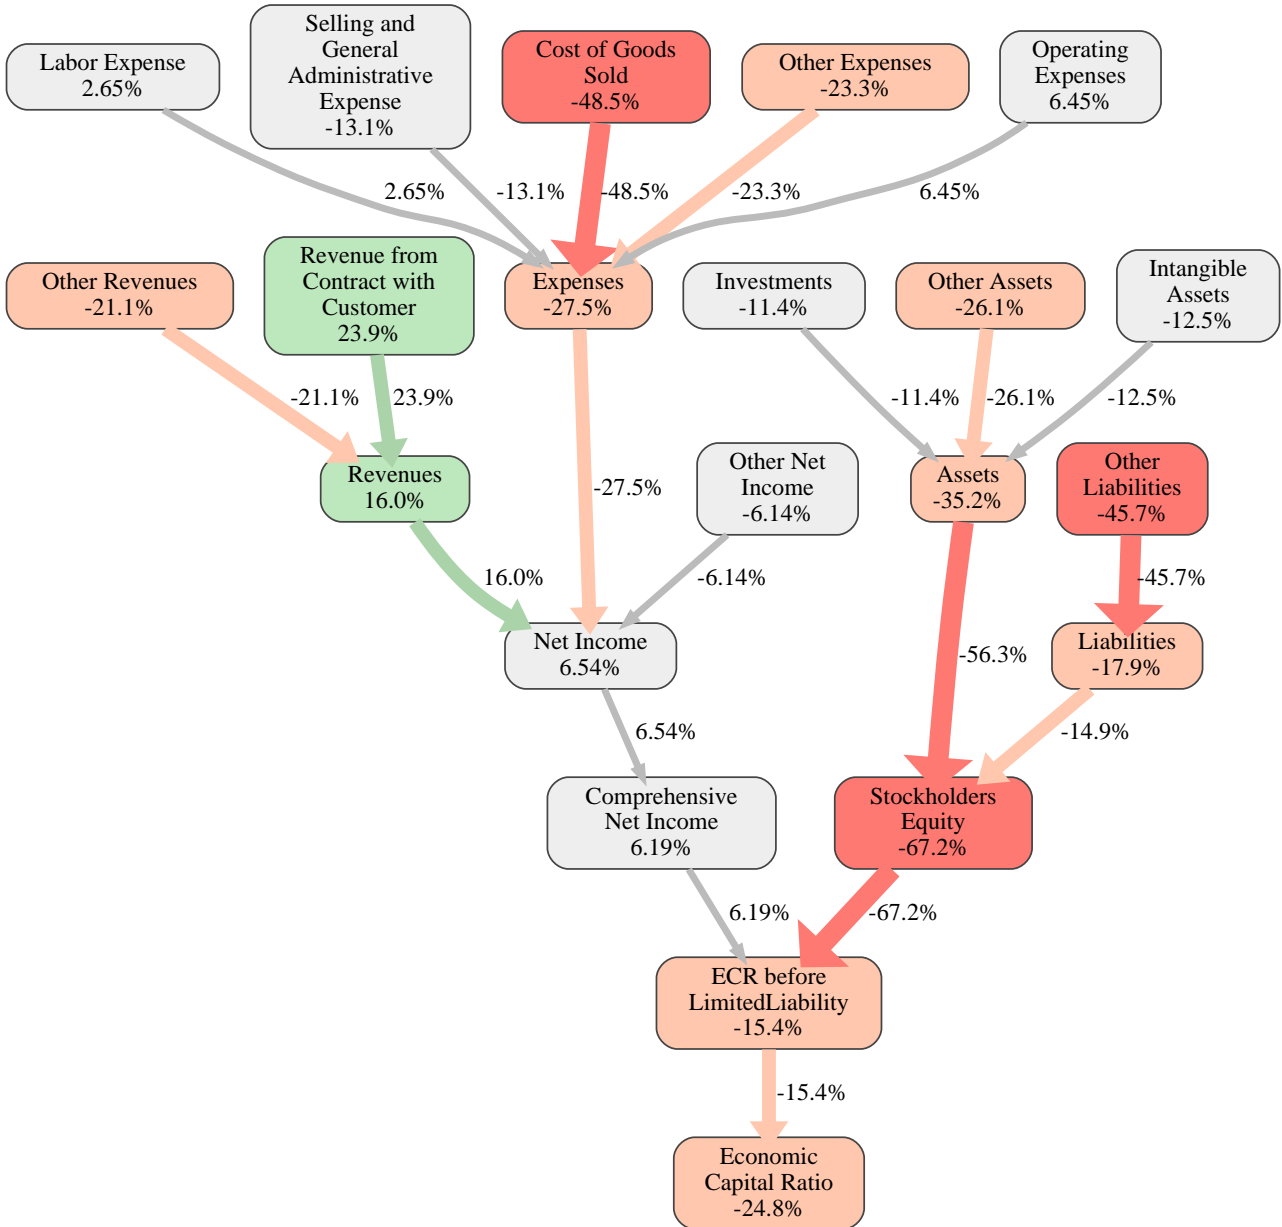 Labor Expense
2.65%
Selling and
General
Administrative
Expense
-13.1%
Cost of Goods
Sold
-48.5%
Other Expenses
-23.3%
Operating
Expenses
6.45%
2.65%
-13.1%
-48.5%
-23.3%
6.45%
Other Revenues
-21.1%
Revenue from
Contract with
Customer
23.9%
Expenses
-27.5%
Investments
-11.4%
Other Assets
-26.1%
Intangible
Assets
-12.5%
-21.1%
23.9%
-11.4%
-26.1%
-12.5%
Revenues
16.0%
-27.5%
Other Net
Income
-6.14%
Assets
-35.2%
Other
Liabilities
-45.7%
16.0%
-6.14%
-45.7%
Net Income
6.54%
-56.3%
Liabilities
-17.9%
6.54%
-14.9%
Comprehensive
Net Income
6.19%
Stockholders
Equity
-67.2%
6.19%
-67.2%
ECR before
LimitedLiability
-15.4%
-15.4%
Economic
Capital Ratio
-24.8%